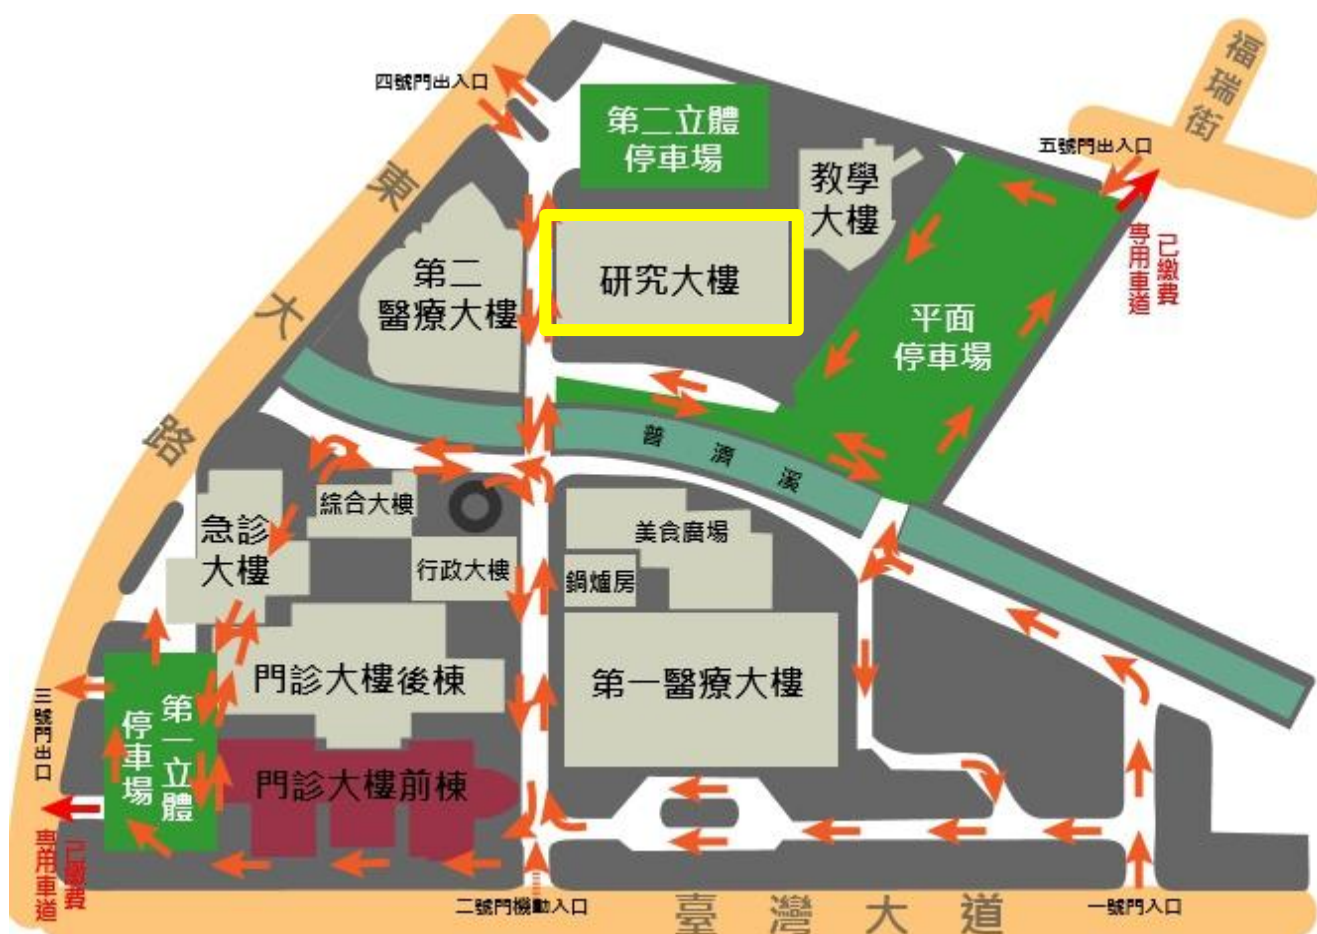 福瑞街
四號門出入口
第二立體
停車場
五號門出入口
教學
大樓
東大路
已繳費
專用車道
第二
醫療大樓
研究大樓
平面
停車場
普濟溪
綜合大樓
急診
大樓
行政大樓
美食廣場
鍋爐房
門診大樓後棟
第一醫療大樓
三號門出口
第一立體
停車場
門診大樓前棟
已繳費
專用車道
二號門機動入口
臺灣大道
一號門入口